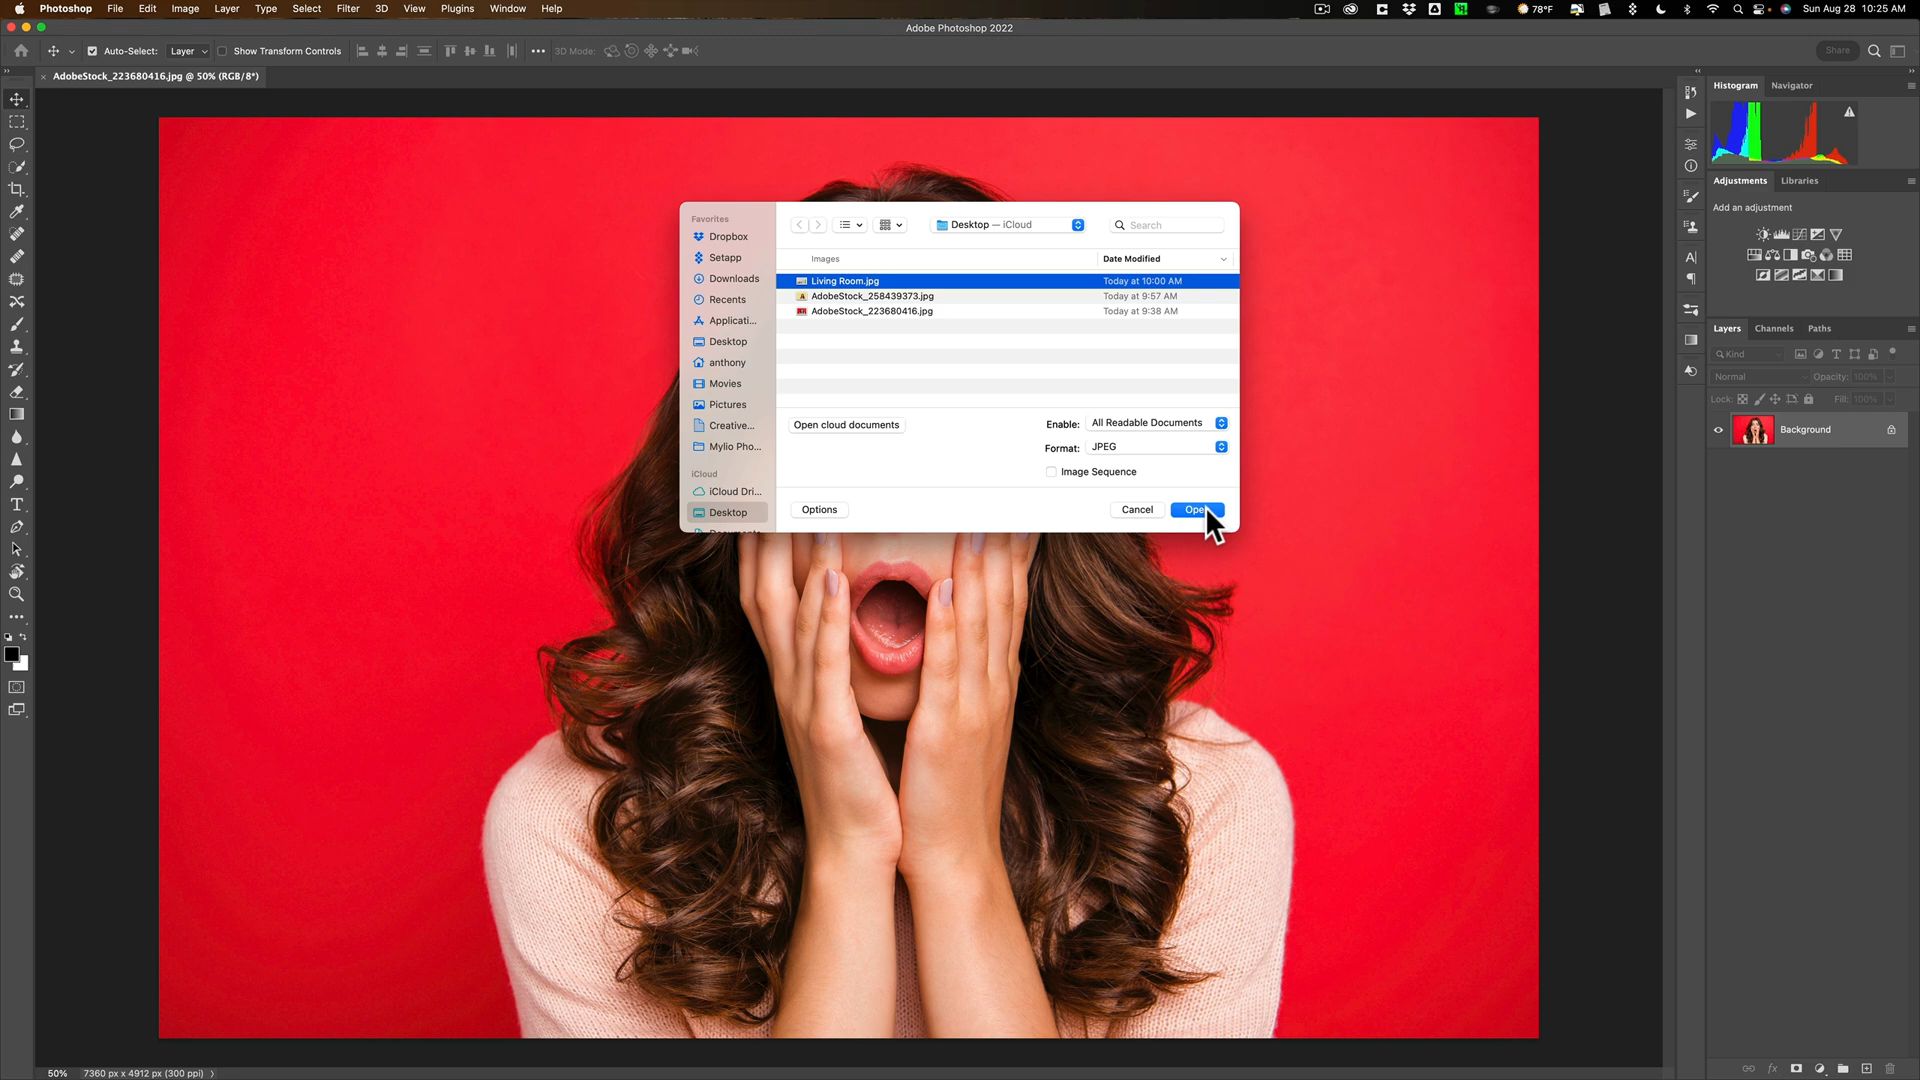 Photoshop File Edit Image Layer Type Select Filter 3D View Plugins Window Help 78°F Sun Aug 28 10:25 AM
Adobe Photoshop 2022
Auto-Select: Layer Show Transform Controls 3D Mode: Share
AdobeStock_223680416.jpg @ 50% (RGB/8*)
Histogram Navigator
Adjustments Libraries
Add an adjustment
Layers Channels Paths
Kind
Normal Opacity: 100%
Lock: Fill: 100%
Background
Favorites
Dropbox
Setapp
Downloads
Recents
Applicati...
Desktop
anthony
Movies
Pictures
Creative...
Mylio Pho...
iCloud
iCloud Dri...
Desktop
Desktop — iCloud Search
Images Date Modified
Living Room.jpg Today at 10:00 AM
AdobeStock_258439373.jpg Today at 9:57 AM
AdobeStock_223680416.jpg Today at 9:38 AM
Open cloud documents
Enable: All Readable Documents
Format: JPEG
Image Sequence
Options Cancel
50% 7360 px x 4912 px (300 ppi)